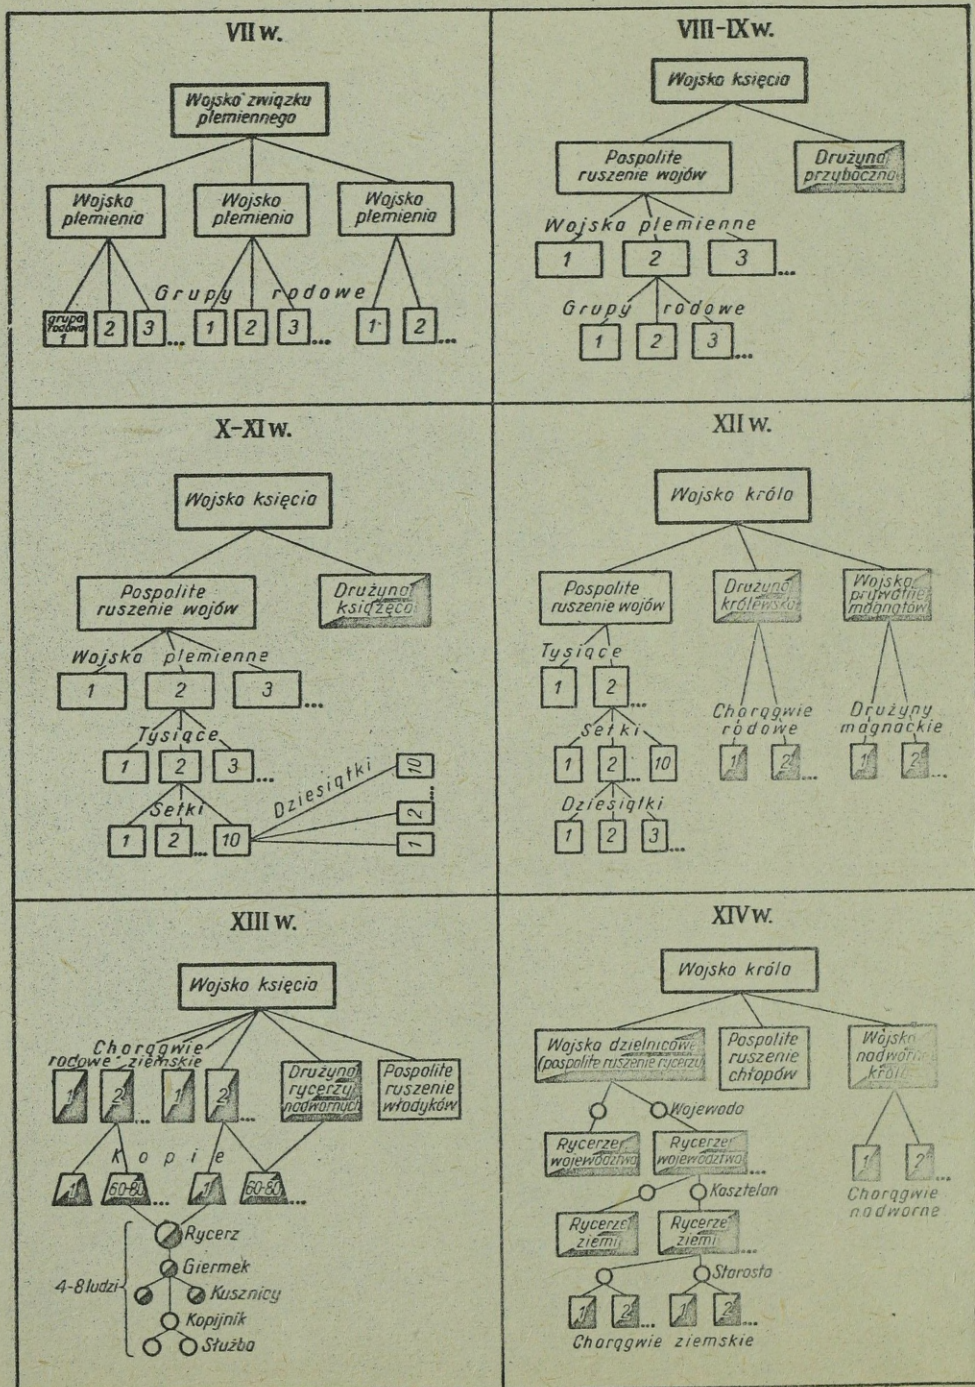 VII w.
Wojsko związku
plemiennego
Wojsko
plemienia
Wojsko
plemienia
Wojsko
plemienia
Grupy rodowe
grupa
rodowa
1
2
3
...
1
2
3
...
1
2
...
VIII-IX w.
Wojsko księcia
Pospolite
ruszenie wojów
Drużyna
przyboczna
Wojska plemienne
1
2
3
...
Grupy rodowe
1
2
3
...
X-XI w.
Wojsko księcia
Pospolite
ruszenie wojów
Drużyna
książęca
Wojska plemienne
1
2
3
...
Tysiące
1
2
3
...
Setki
1
2
...
10
Dziesiątki
10
...
2
1
XII w.
Wojsko króla
Pospolite
ruszenie wojów
Drużyna
królewska
Wojska
prywatne
magnatów
Tysiące
1
2
...
Setki
1
2
...
10
Dziesiątki
1
2
3
...
Chorągwie
rodowe
1
2
...
Drużyny
magnackie
1
2
...
XIII w.
Wojsko księcia
Chorągwie
rodowe-ziemskie
1
2
...
1
2
...
Drużyna
rycerzy
nadwornych
Pospolite
ruszenie
włodyków
Kopie
1
60-80
...
1
60-80
...
Rycerz
Giermek
4-8 ludzi
Kusznicy
Kopijnik
Służba
XIV w.
Wojsko króla
Wojska dzielnicowe
(pospolite ruszenie rycerzy)
Pospolite
ruszenie
chłopów
Wojska
nadworne
króla
Wojewoda
Rycerze
województwa
Rycerze
województwa
...
Kasztelan
Rycerze
ziemi
Rycerze
ziemi
...
Starosta
1
2
...
1
2
...
Chorągwie ziemskie
1
2
...
Chorągwie
nadworne